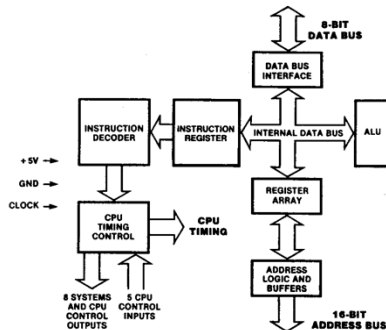 8-BIT
DATA BUS
DATA BUS
INTERFACE
INSTRUCTION
DECODER
INSTRUCTION
REGISTER
INTERNAL DATA BUS
ALU
+5V
GND
CLOCK
REGISTER
ARRAY
CPU
TIMING
CONTROL
CPU
TIMING
ADDRESS
LOGIC AND
BUFFERS
8 SYSTEMS
AND CPU
CONTROL
OUTPUTS
5 CPU
CONTROL
INPUTS
16-BIT
ADDRESS BUS